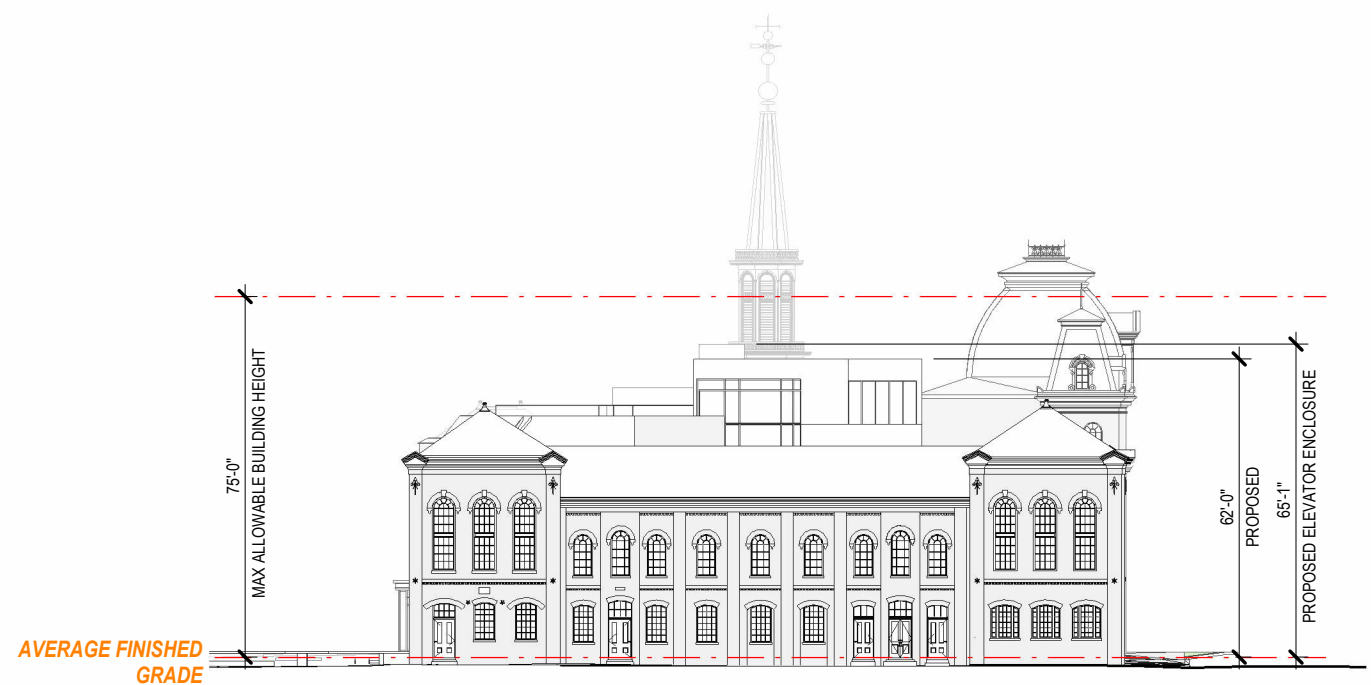 75'-0"
MAX ALLOWABLE BUILDING HEIGHT
62'-0"
PROPOSED
65'-1"
PROPOSED ELEVATOR ENCLOSURE
AVERAGE FINISHED
GRADE